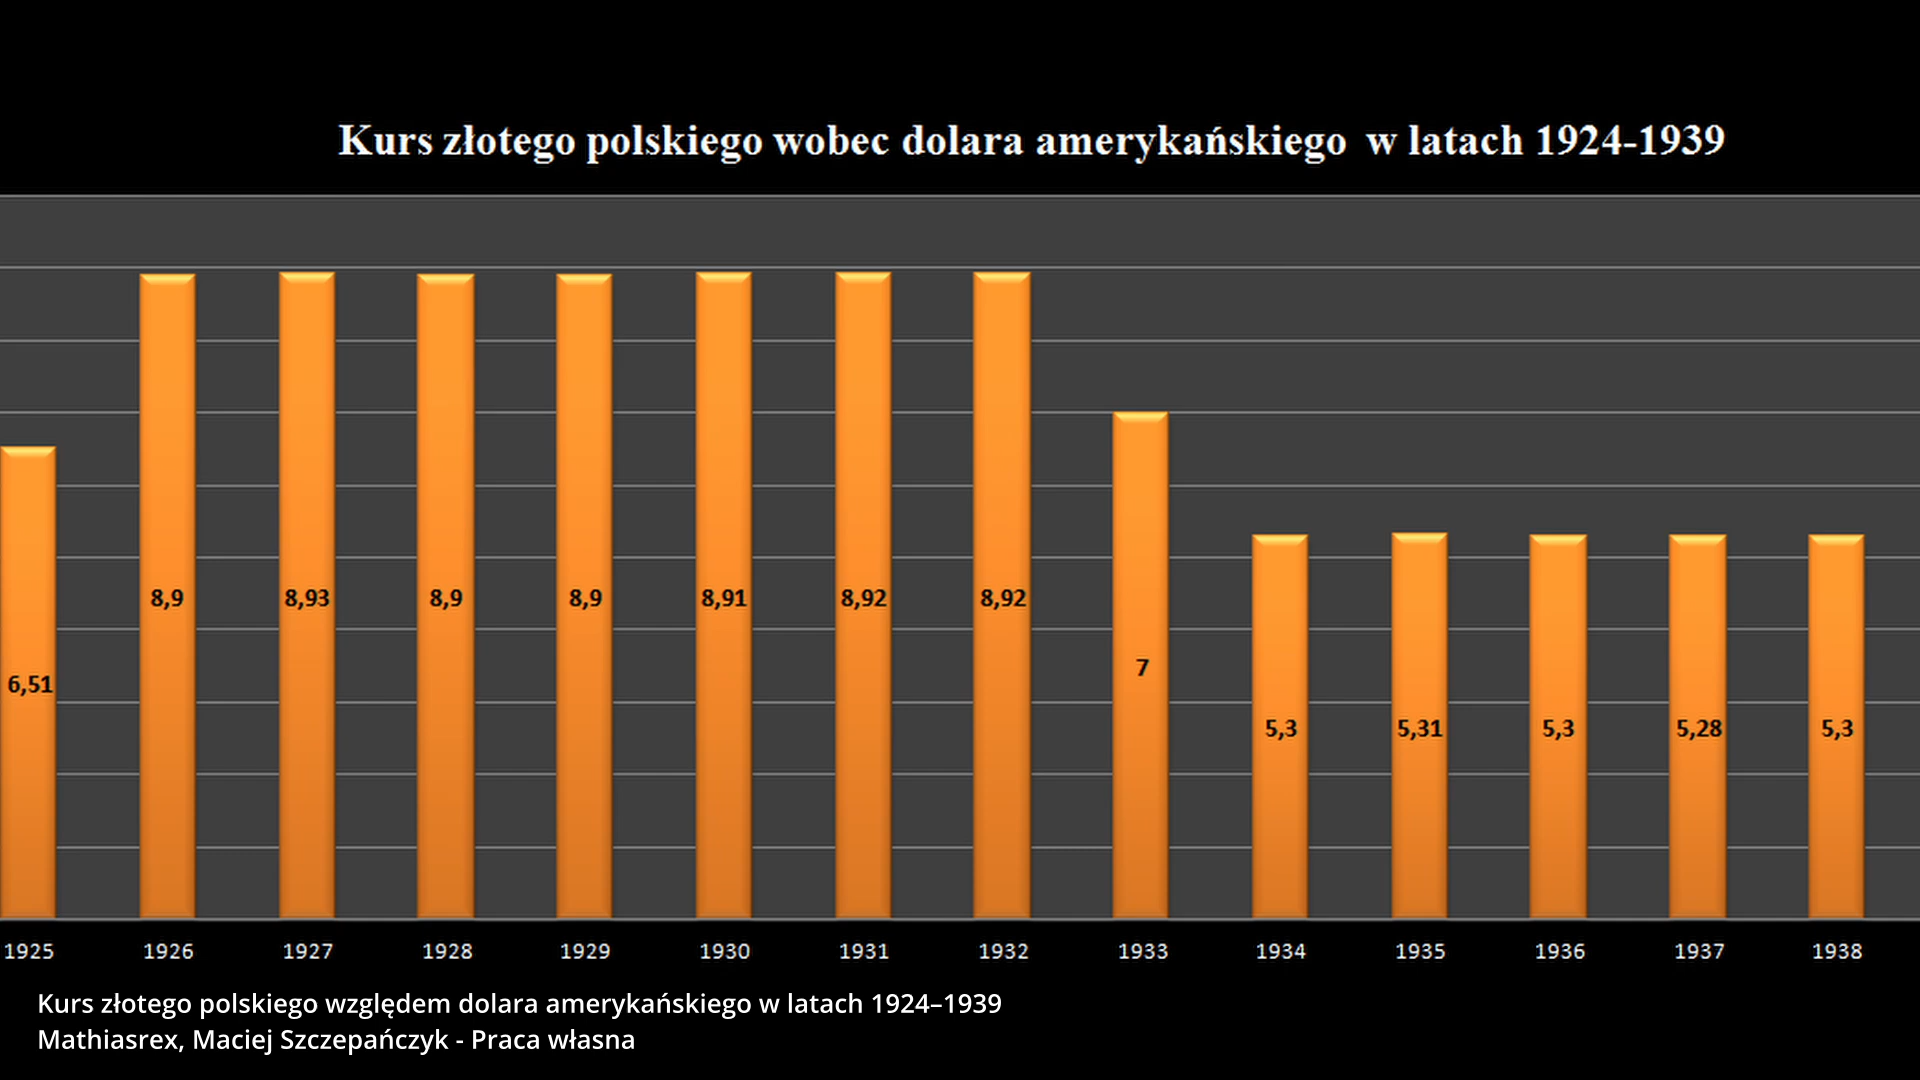 Kurs złotego polskiego wobec dolara amerykańskiego w latach 1924-1939
6,51 8,9 8,93 8,9 8,9 8,91 8,92 8,92 7 5,3 5,31 5,3 5,28 5,3
1925 1926 1927 1928 1929 1930 1931 1932 1933 1934 1935 1936 1937 1938
Kurs złotego polskiego względem dolara amerykańskiego w latach 1924–1939
Mathiasrex, Maciej Szczepańczyk - Praca własna